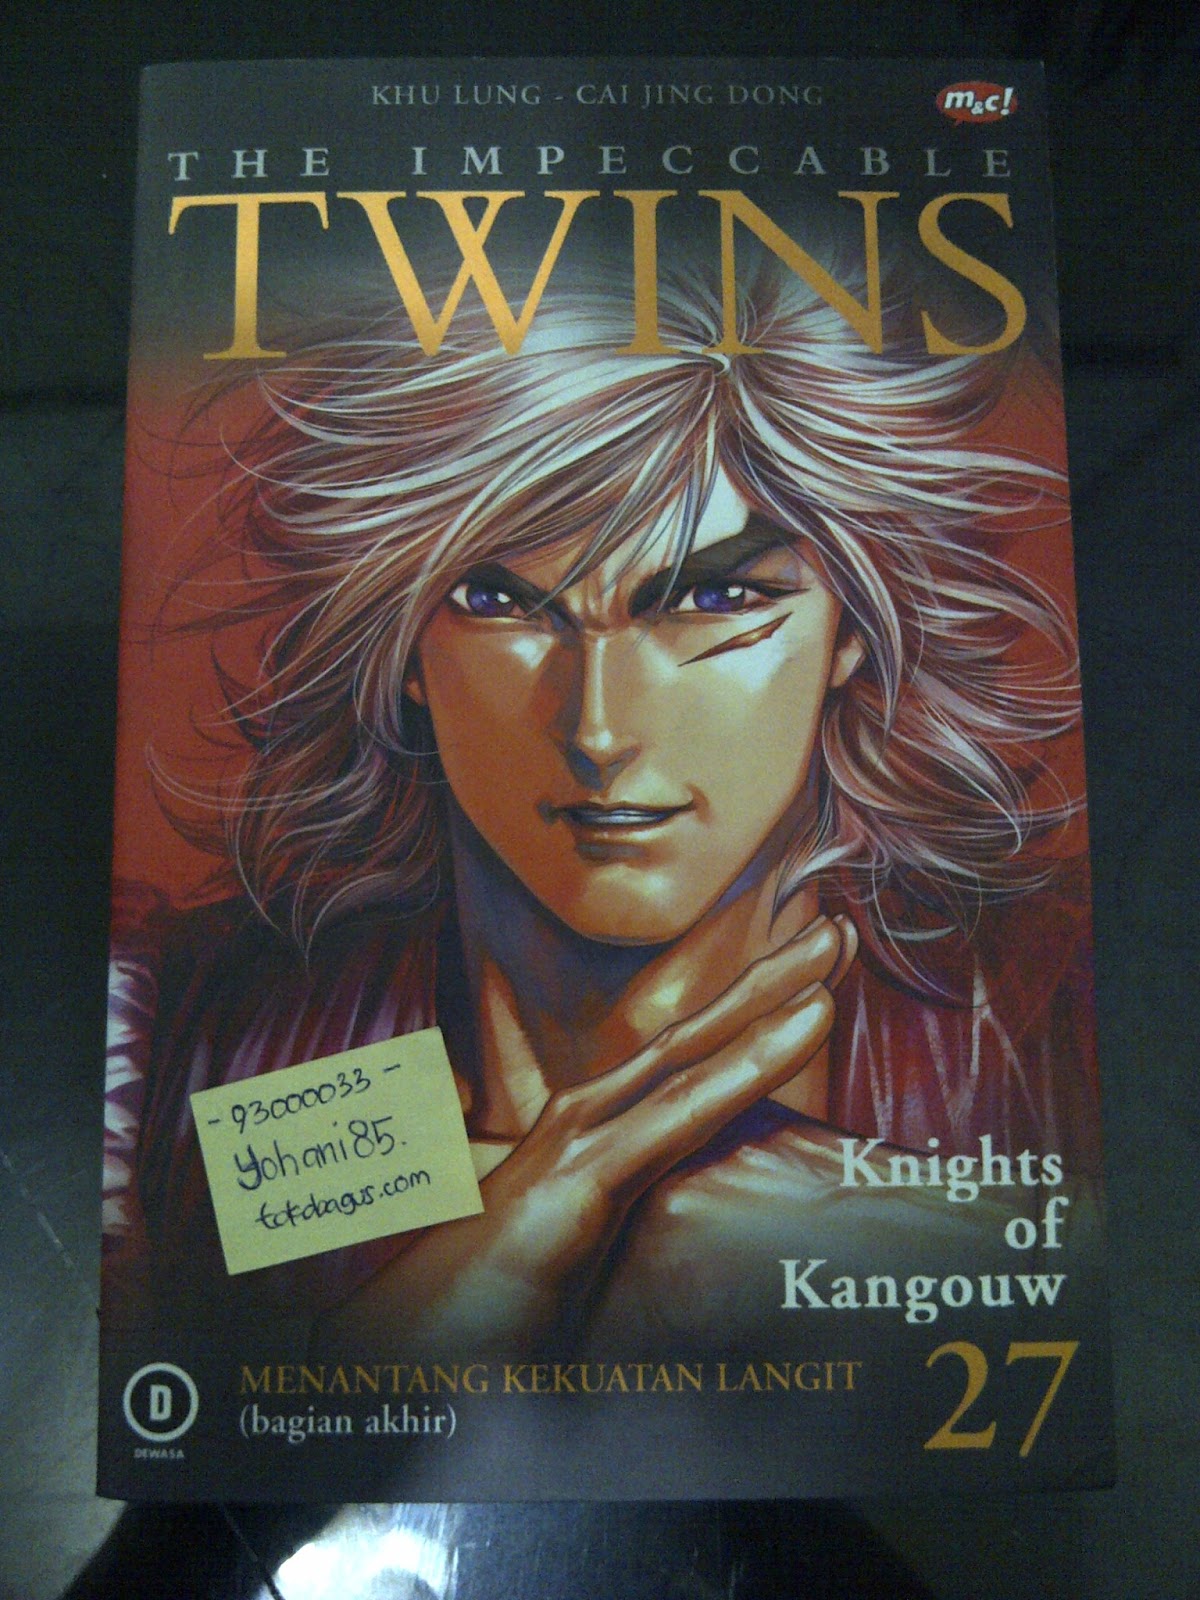 KHU LUNG - CAI JING DONG
m&c!
THE IMPECCABLE
TWINS
- 93000033 -
yohani85.
tokobagus.com
Knights
of
Kangouw
27
MENANTANG KEKUATAN LANGIT
(bagian akhir)
D
DEWASA